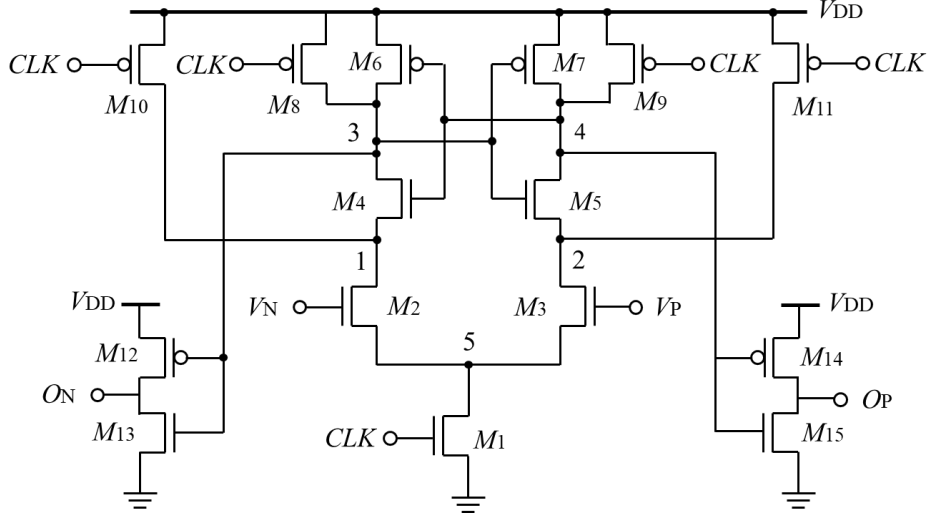 VDD
CLK
CLK
M6
M7
CLK
CLK
M10
M8
M9
M11
3
4
M4
M5
1
2
VDD
VN
M2
M3
VP
VDD
M12
5
M14
ON
OP
M13
CLK
M1
M15